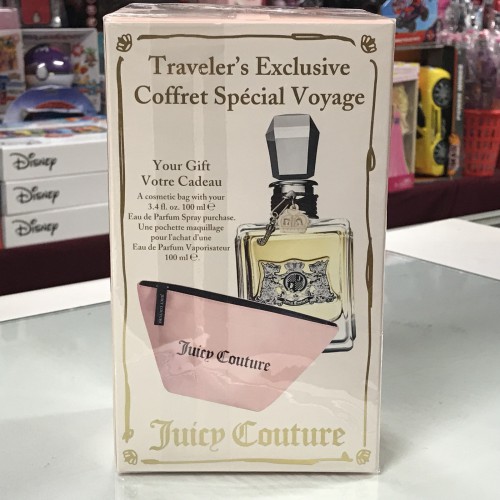 Traveler's Exclusive
Coffret Spécial Voyage
Your Gift
Votre Cadeau
A cosmetic bag with your
3.4 fl. oz. 100 ml ℮
Eau de Parfum Spray purchase.
Une pochette maquillage
pour l'achat d'une
Eau de Parfum Vaporisateur
100 ml ℮.
Juicy Couture
Juicy Couture
Disney
Disney
Disney